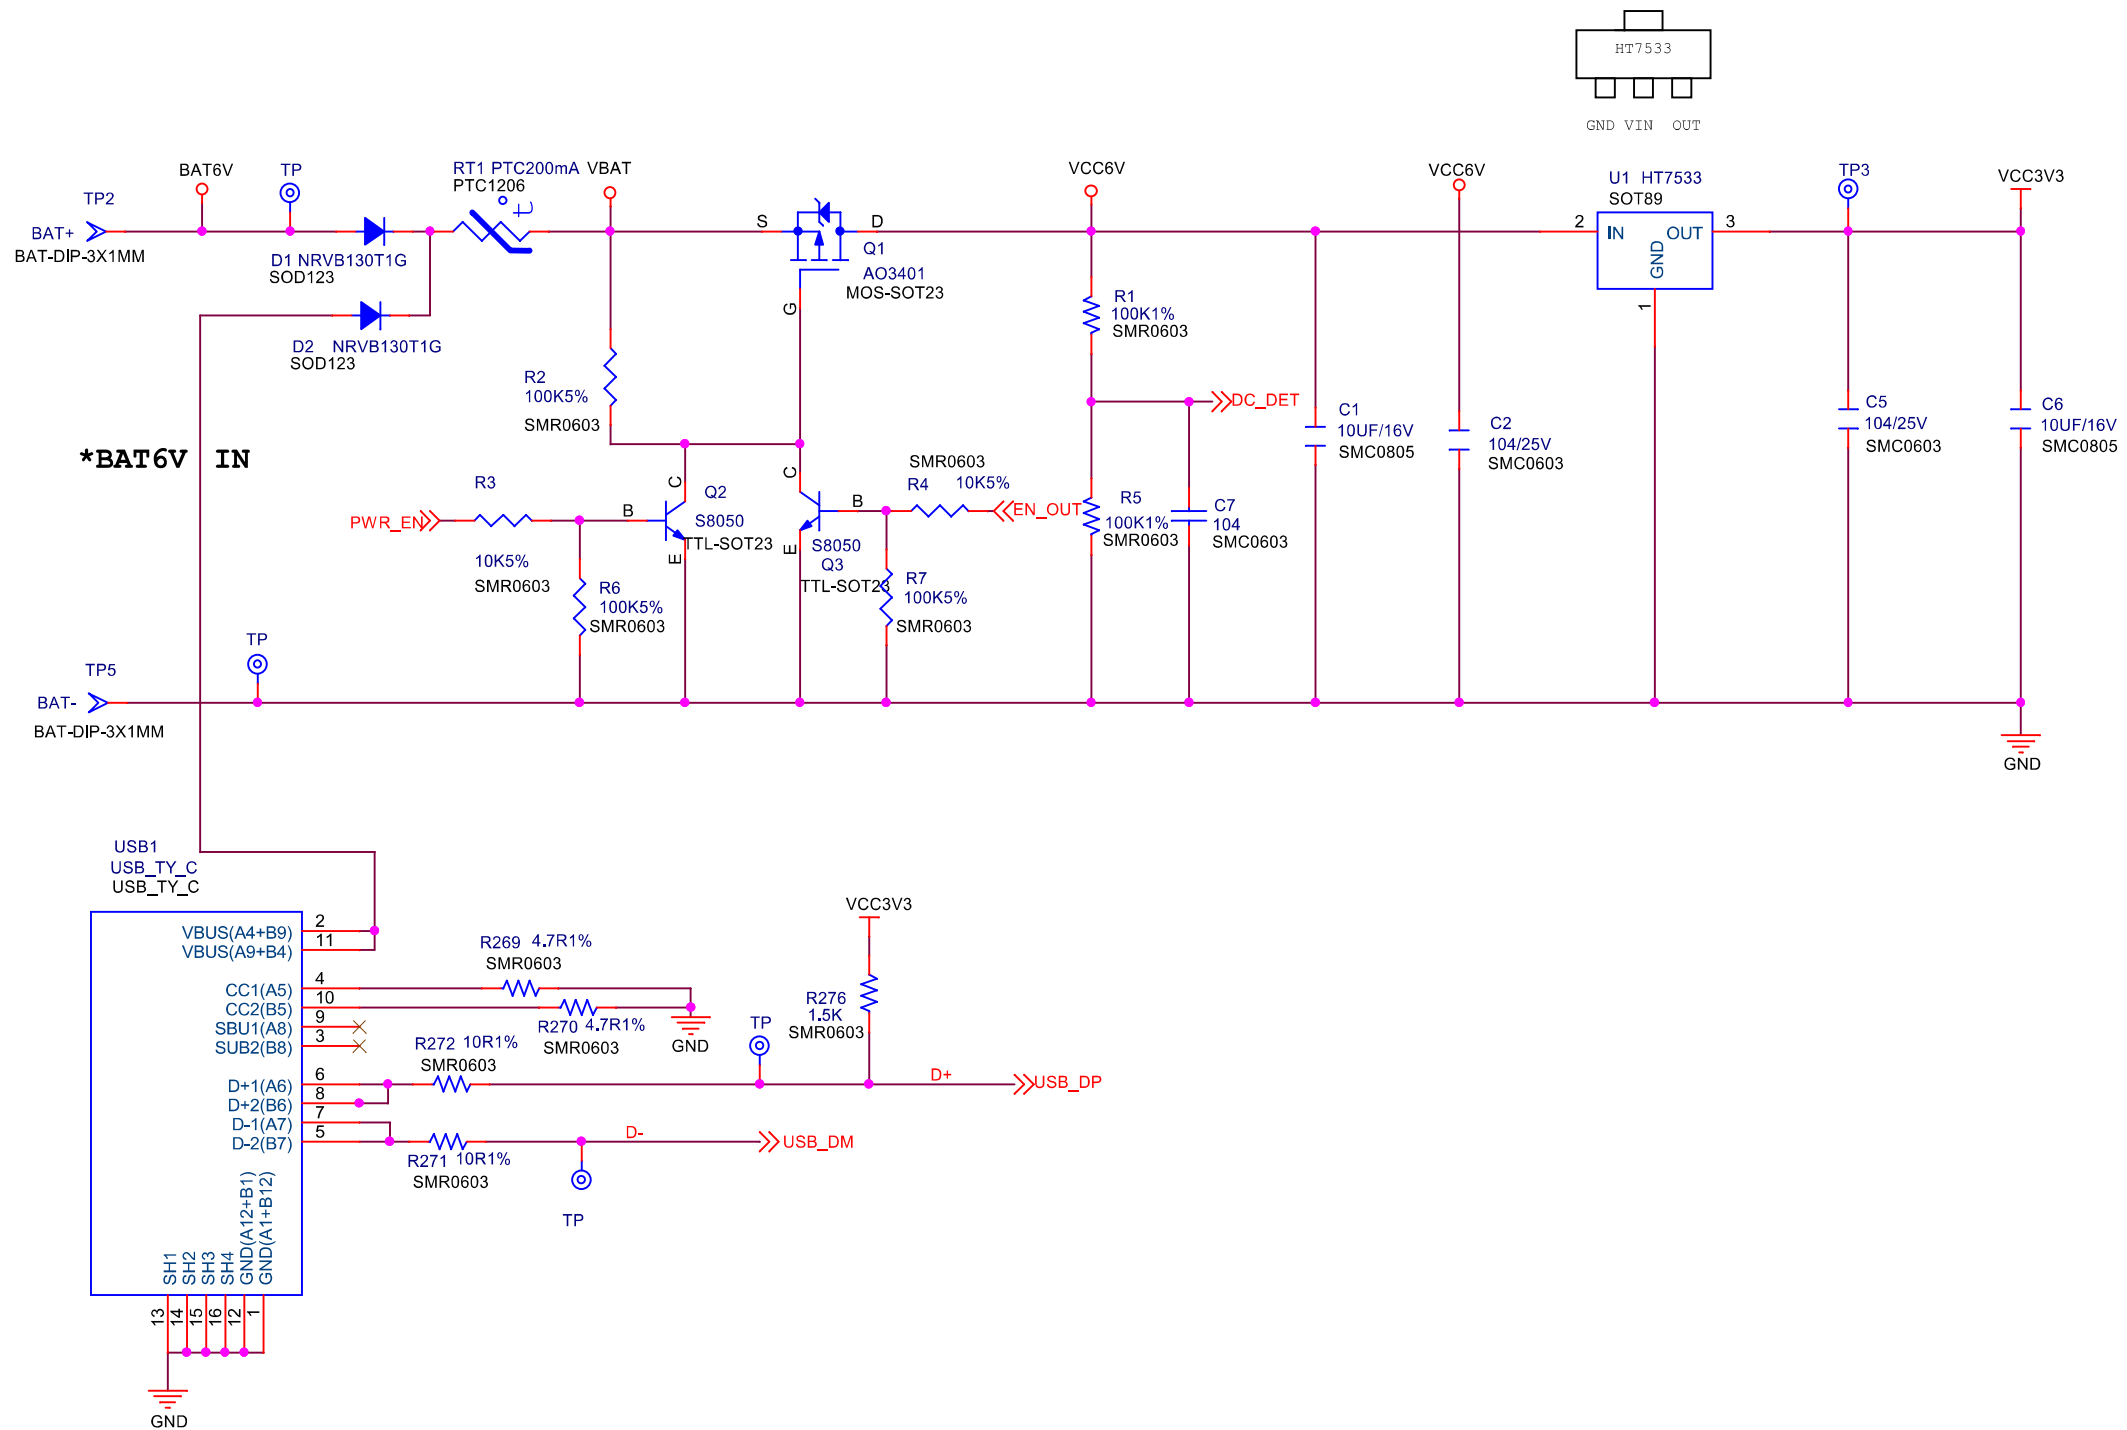 HT7533
GND VIN OUT
BAT6V
TP
RT1 PTC200mA
PTC1206
t
VBAT
VCC6V
VCC6V
U1 HT7533
SOT89
TP3
VCC3V3
TP2
BAT+
BAT-DIP-3X1MM
D1 NRVB130T1G
SOD123
S
D
Q1
AO3401
MOS-SOT23
G
2
IN
OUT
GND
3
1
D2 NRVB130T1G
SOD123
R1
100K1%
SMR0603
R2
100K5%
SMR0603
DC_DET
C1
10UF/16V
SMC0805
C2
104/25V
SMC0603
C5
104/25V
SMC0603
C6
10UF/16V
SMC0805
*BAT6V IN
R3
PWR_EN
10K5%
SMR0603
B
C
E
Q2
S8050
TTL-SOT23
C
B
E
S8050
Q3
TTL-SOT23
SMR0603
R4 10K5%
EN_OUT
R5
100K1%
SMR0603
C7
104
SMC0603
R6
100K5%
SMR0603
R7
100K5%
SMR0603
TP
TP5
BAT-
BAT-DIP-3X1MM
GND
USB1
USB_TY_C
USB_TY_C
VBUS(A4+B9)
2
VBUS(A9+B4)
11
CC1(A5)
4
CC2(B5)
10
SBU1(A8)
9
SUB2(B8)
3
D+1(A6)
6
D+2(B6)
8
D-1(A7)
7
D-2(B7)
5
R269 4.7R1%
SMR0603
R270 4.7R1%
SMR0603
GND
R272 10R1%
SMR0603
R271 10R1%
SMR0603
VCC3V3
R276
1.5K
SMR0603
TP
D+
USB_DP
D-
USB_DM
TP
SH1
SH2
SH3
SH4
GND(A12+B1)
GND(A1+B12)
13
14
15
16
12
1
GND